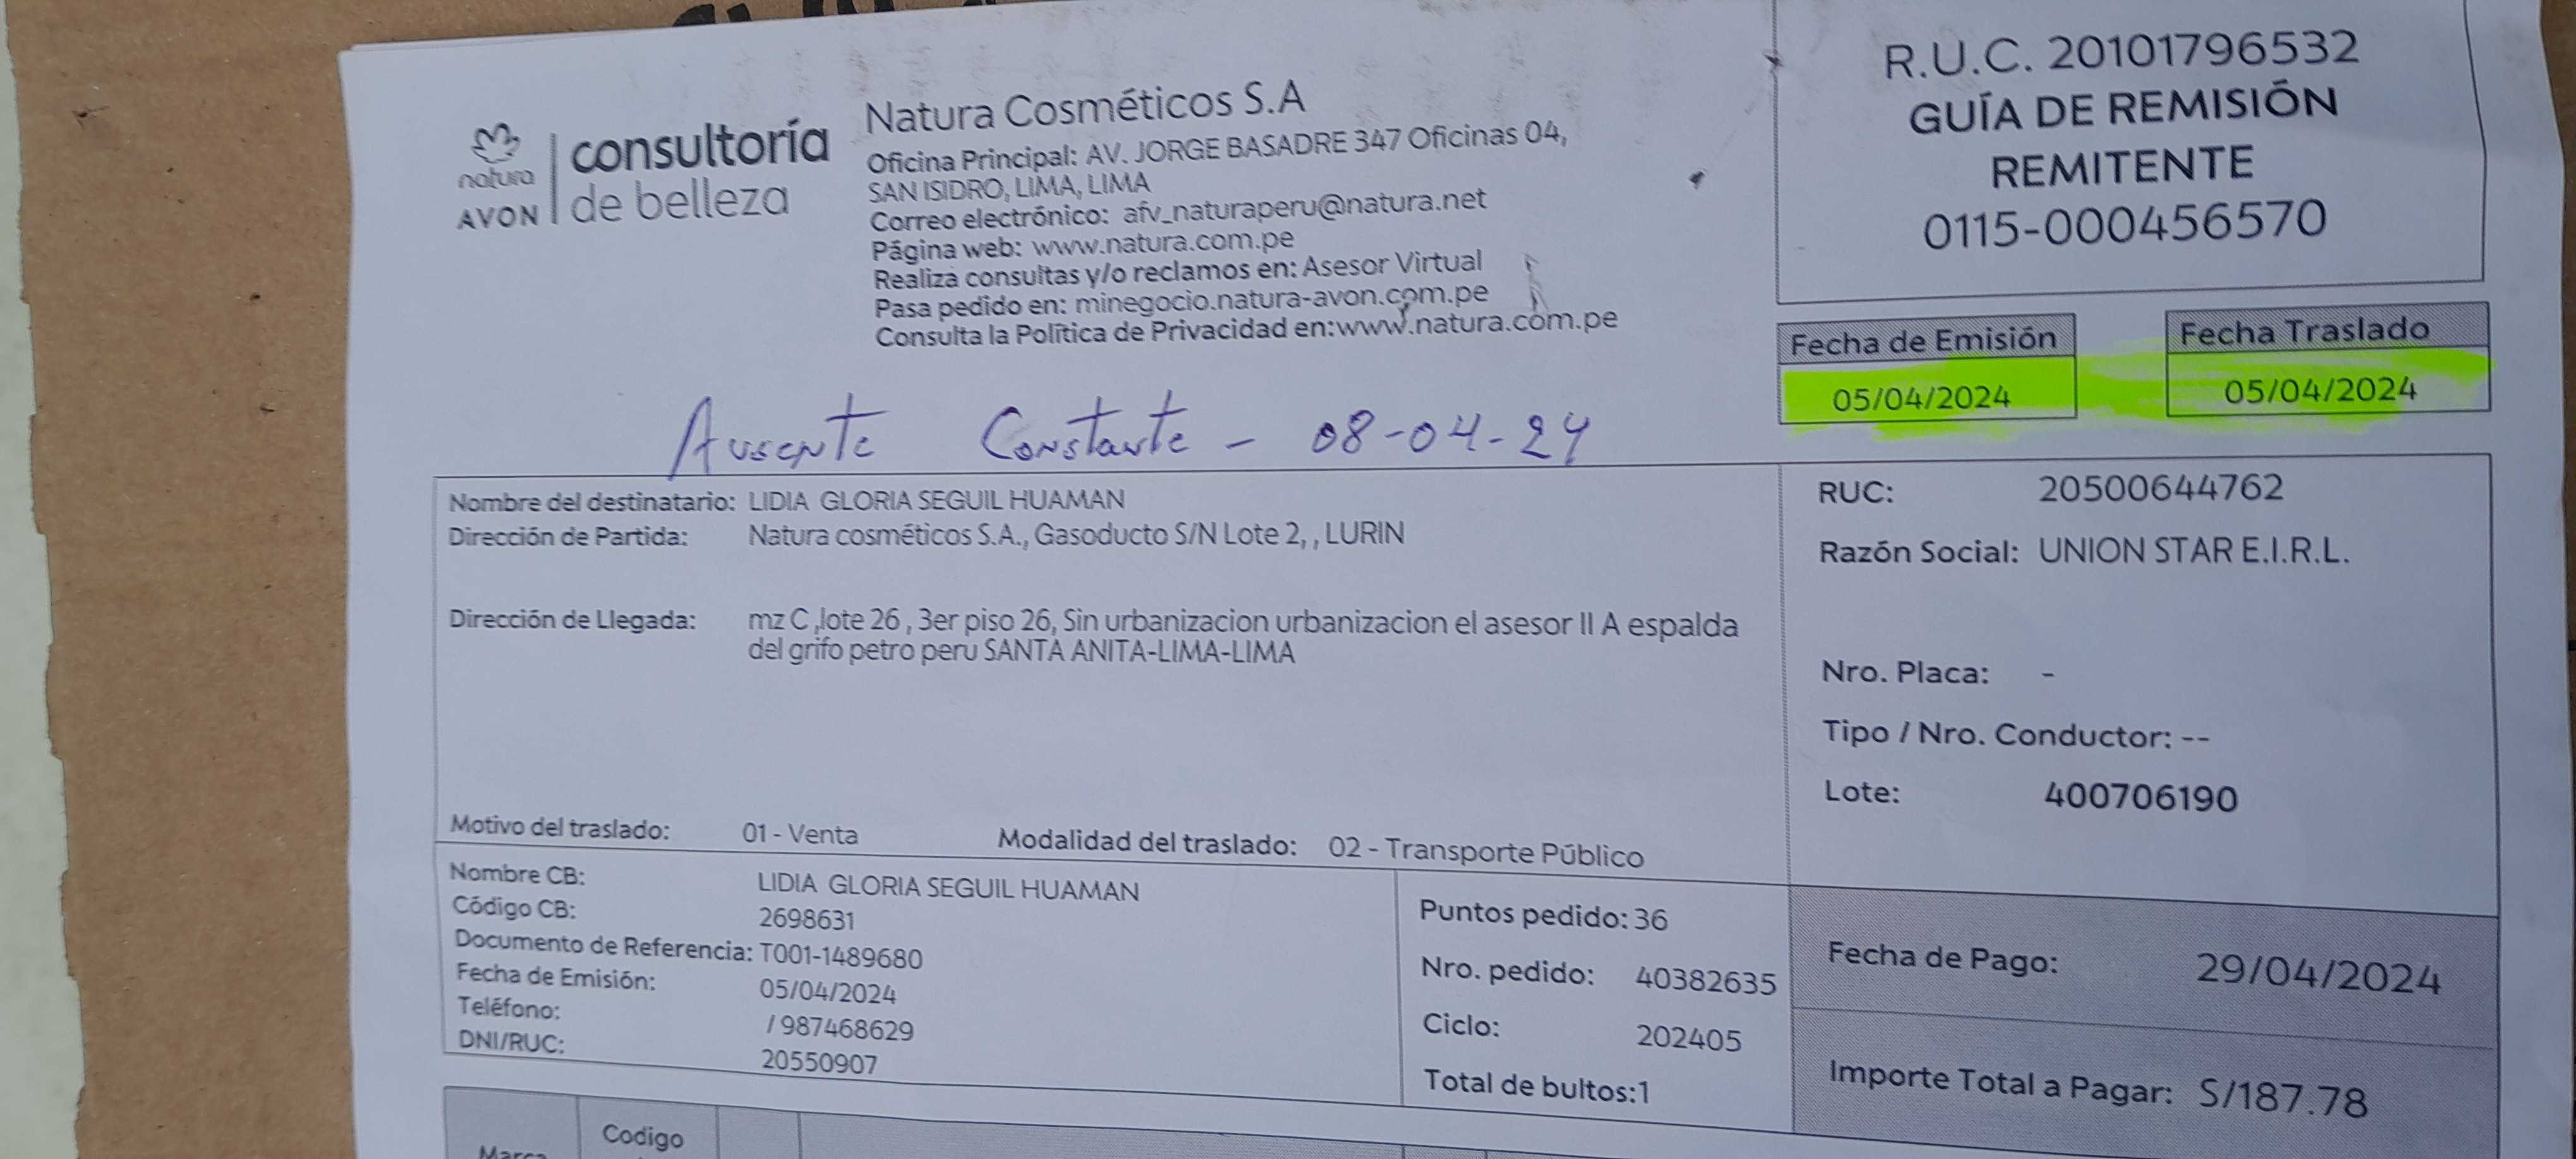 natura
AVON
consultoría
de belleza
Natura Cosméticos S.A
Oficina Principal: AV. JORGE BASADRE 347 Oficinas 04,
SAN ISIDRO, LIMA, LIMA
Correo electrónico: afv_naturaperu@natura.net
Página web: www.natura.com.pe
Realiza consultas y/o reclamos en: Asesor Virtual
Pasa pedido en: minegocio.natura-avon.com.pe
Consulta la Política de Privacidad en:www.natura.com.pe
R.U.C. 20101796532
GUÍA DE REMISIÓN
REMITENTE
0115-000456570
Fecha de Emisión
05/04/2024
Fecha Traslado
05/04/2024
Ausente Constante - 08-04-24
Nombre del destinatario: LIDIA GLORIA SEGUIL HUAMAN
Dirección de Partida: Natura cosméticos S.A., Gasoducto S/N Lote 2, , LURIN
Dirección de Llegada: mz C ,lote 26 , 3er piso 26, Sin urbanizacion urbanizacion el asesor II A espalda
del grifo petro peru SANTA ANITA-LIMA-LIMA
Motivo del traslado: 01 - Venta Modalidad del traslado: 02 - Transporte Público
RUC: 20500644762
Razón Social: UNION STAR E.I.R.L.
Nro. Placa: -
Tipo / Nro. Conductor: --
Lote: 400706190
Nombre CB: LIDIA GLORIA SEGUIL HUAMAN
Código CB: 2698631
Documento de Referencia: T001-1489680
Fecha de Emisión: 05/04/2024
Teléfono: / 987468629
DNI/RUC: 20550907
Puntos pedido: 36
Nro. pedido: 40382635
Ciclo: 202405
Total de bultos:1
Fecha de Pago: 29/04/2024
Importe Total a Pagar: S/187.78
Marca
Codigo